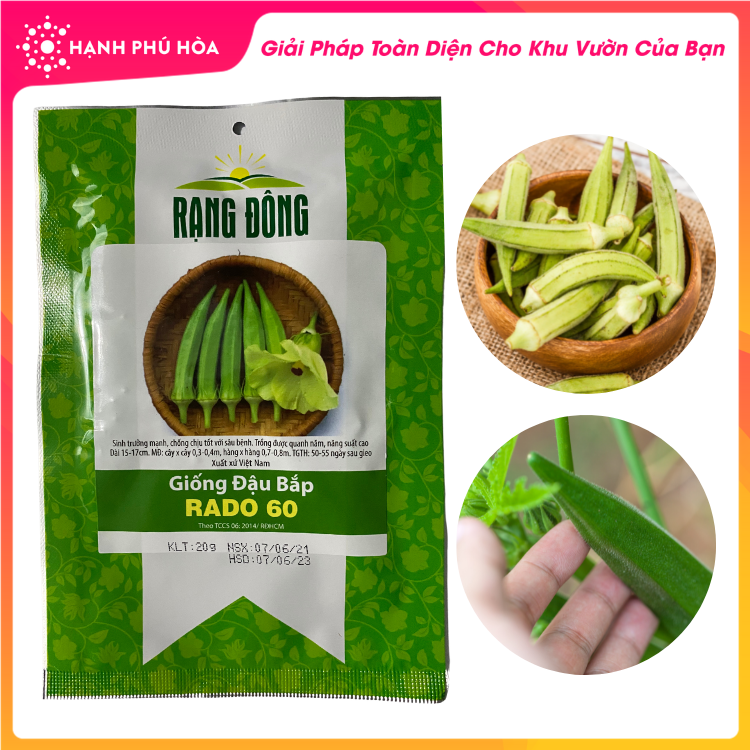 HẠNH PHÚ HÒA
Giải Pháp Toàn Diện Cho Khu Vườn Của Bạn
RẠNG ĐÔNG
Sinh trưởng mạnh, chống chịu tốt với sâu bệnh. Trồng được quanh năm, năng suất cao
Dài 15-17cm. MĐ: cây x cây 0,3-0,4m, hàng x hàng 0,7-0,8m. TGTH: 50-55 ngày sau gieo
Xuất xứ Việt Nam
Giống Đậu Bắp
RADO 60
Theo TCCS 06: 2014/ RĐHCM
KLT:20g NSX:07/06/21
HSD:07/06/23